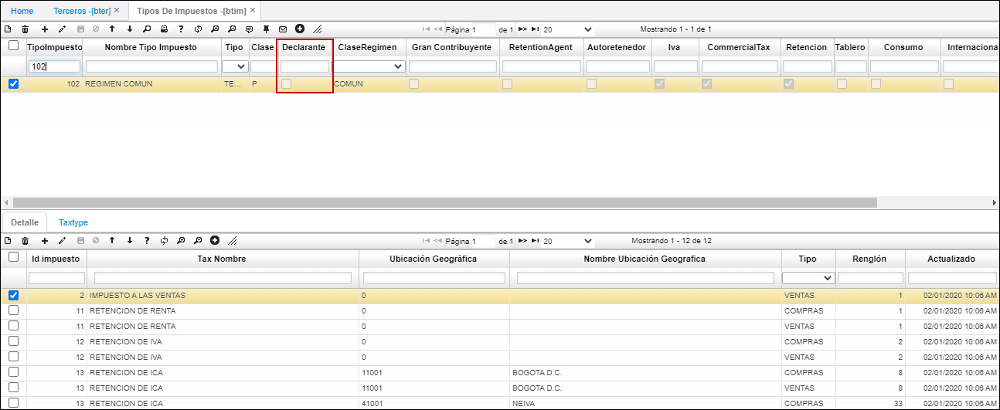 Home Terceros -[bter] × Tipos De Impuestos -[btim] ×
Página 1 de 1 20 Mostrando 1 - 1 de 1
TipoImpuesto Nombre Tipo Impuesto Tipo Clase Declarante ClaseRegimen Gran Contribuyente RetentionAgent Autoretenedor Iva CommercialTax Retencion Tablero Consumo Internacional
102
102 REGIMEN COMUN TE... P COMUN
Detalle Taxtype
Página 1 de 1 20 Mostrando 1 - 12 de 12
Id impuesto Tax Nombre Ubicación Geográfica Nombre Ubicación Geografica Tipo Renglón Actualizado
2 IMPUESTO A LAS VENTAS 0 VENTAS 1 02/01/2020 10:06 AM
11 RETENCION DE RENTA 0 COMPRAS 1 02/01/2020 10:06 AM
11 RETENCION DE RENTA 0 VENTAS 1 02/01/2020 10:06 AM
12 RETENCION DE IVA 0 COMPRAS 2 02/01/2020 10:06 AM
12 RETENCION DE IVA 0 VENTAS 2 02/01/2020 10:06 AM
13 RETENCION DE ICA 11001 BOGOTA D.C. COMPRAS 8 02/01/2020 10:06 AM
13 RETENCION DE ICA 11001 BOGOTA D.C. VENTAS 8 02/01/2020 10:06 AM
13 RETENCION DE ICA 41001 NEIVA COMPRAS 33 02/01/2020 10:06 AM